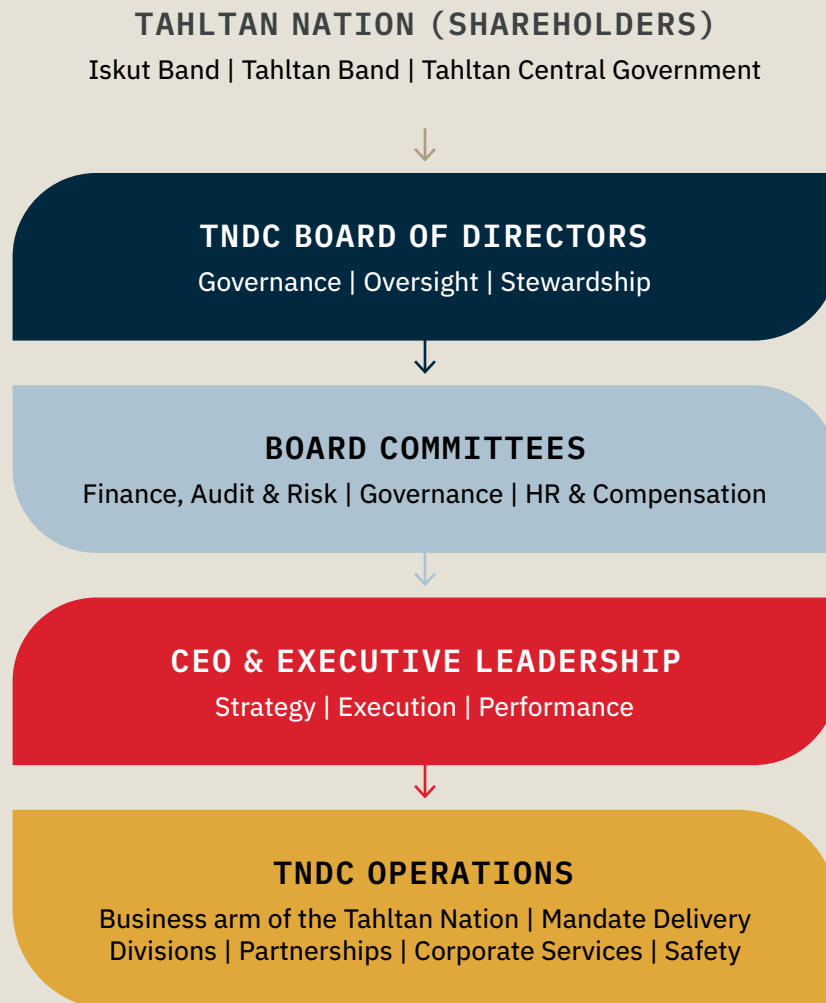 TAHLTAN NATION (SHAREHOLDERS)
Iskut Band | Tahltan Band | Tahltan Central Government
TNDC BOARD OF DIRECTORS
Governance | Oversight | Stewardship
BOARD COMMITTEES
Finance, Audit & Risk | Governance | HR & Compensation
CEO & EXECUTIVE LEADERSHIP
Strategy | Execution | Performance
TNDC OPERATIONS
Business arm of the Tahltan Nation | Mandate Delivery
Divisions | Partnerships | Corporate Services | Safety